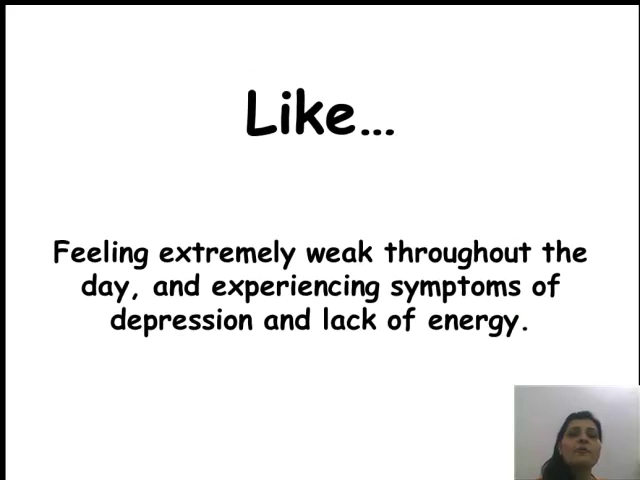 Like...
Feeling extremely weak throughout the
day, and experiencing symptoms of
depression and lack of energy.